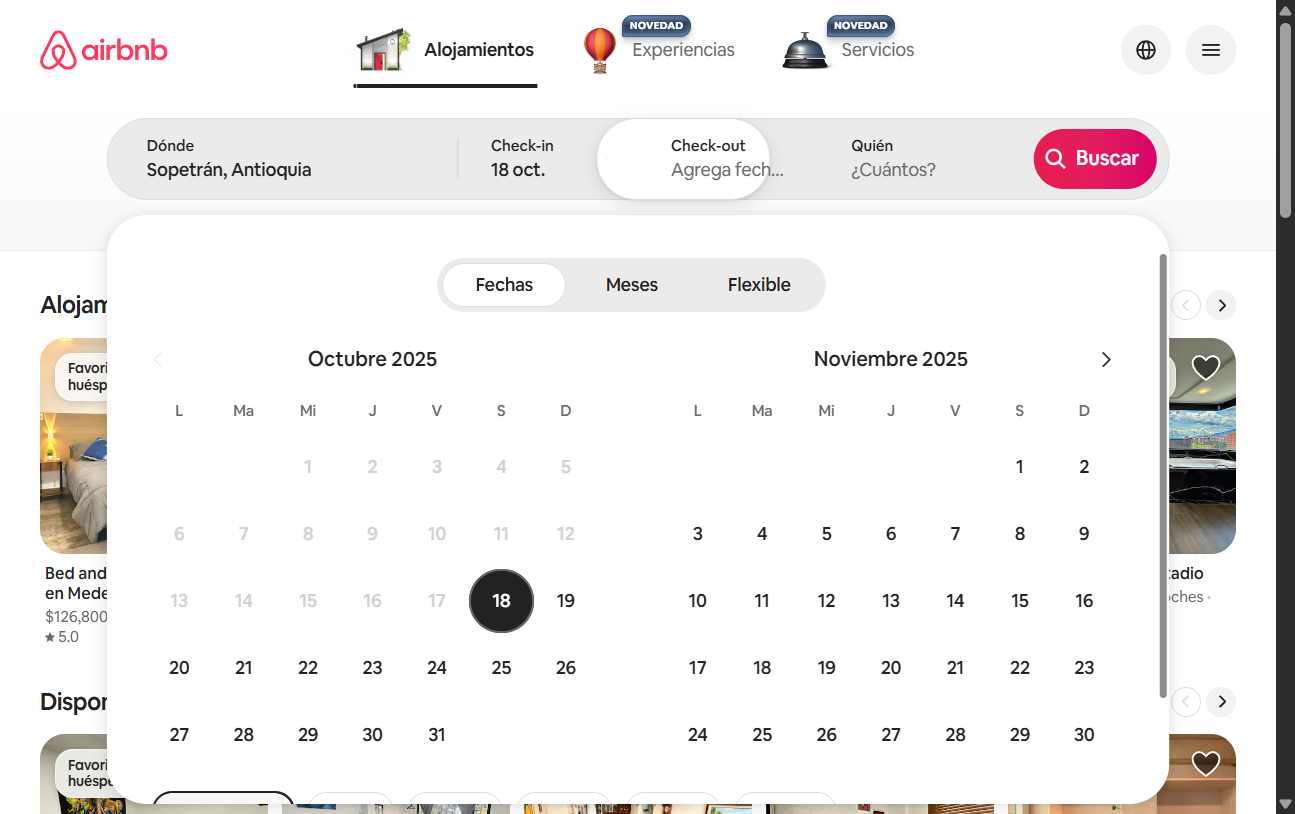 airbnb
Alojamientos
NOVEDAD
Experiencias
NOVEDAD
Servicios
Dónde
Sopetrán, Antioquia
Check-in
18 oct.
Check-out
Agrega fech...
Quién
¿Cuántos?
Buscar
Fechas Meses Flexible
Alojam
Favori
huésp
Bed and
en Mede
$126,800
5.0
tadio
oches ·
Octubre 2025
L Ma Mi J V S D
1 2 3 4 5
6 7 8 9 10 11 12
13 14 15 16 17 18 19
20 21 22 23 24 25 26
27 28 29 30 31
Noviembre 2025
L Ma Mi J V S D
1 2
3 4 5 6 7 8 9
10 11 12 13 14 15 16
17 18 19 20 21 22 23
24 25 26 27 28 29 30
Dispon
Favori
huéspe